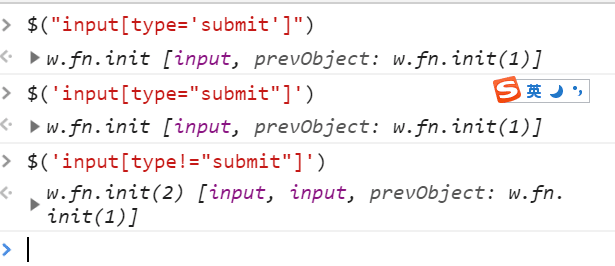 > $("input[type='submit']")
w.fn.init [input, prevObject: w.fn.init(1)]
> $('input[type="submit"]')
S 英
w.fn.init [input, prevObject: w.fn.init(1)]
> $('input[type!="submit"]')
w.fn.init(2) [input, input, prevObject: w.fn.
init(1)]
>